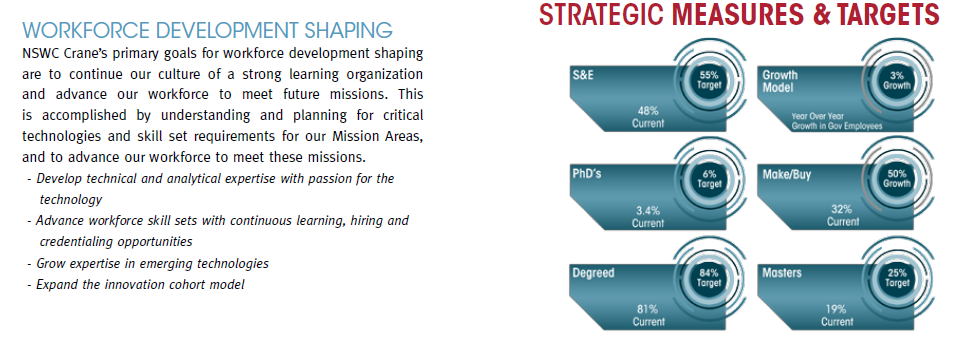 WORKFORCE DEVELOPMENT SHAPING
NSWC Crane's primary goals for workforce development shaping
are to continue our culture of a strong learning organization
and advance our workforce to meet future missions. This
is accomplished by understanding and planning for critical
technologies and skill set requirements for our Mission Areas,
and to advance our workforce to meet these missions.
- Develop technical and analytical expertise with passion for the
technology
- Advance workforce skill sets with continuous learning, hiring and
credentialing opportunities
- Grow expertise in emerging technologies
- Expand the innovation cohort model
STRATEGIC MEASURES & TARGETS
S&E
55%
Target
48%
Current
Growth
Model
3%
Growth
Year Over Year
Growth in Gov Employees
PhD's
6%
Target
3.4%
Current
Make/Buy
50%
Growth
32%
Current
Degreed
84%
Target
81%
Current
Masters
25%
Target
19%
Current